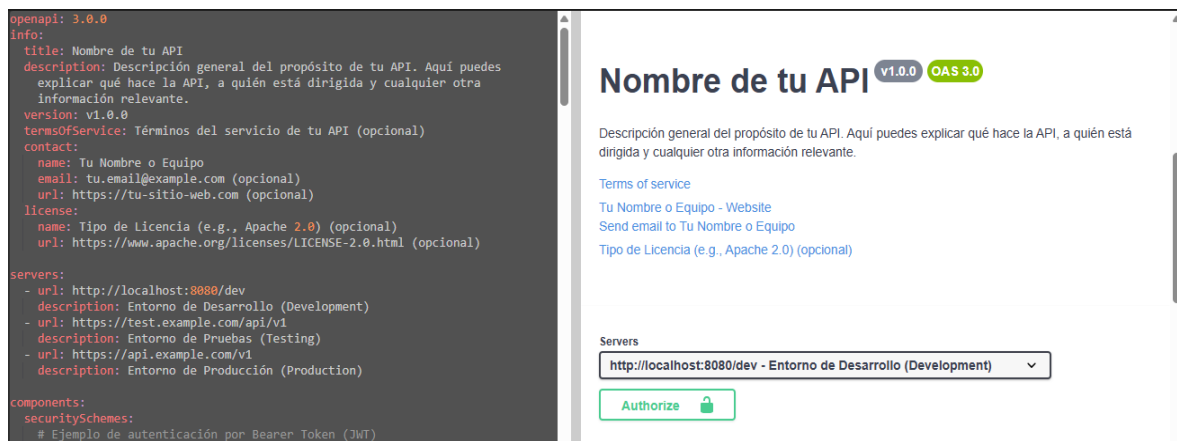 openapi: 3.0.0
info:
title: Nombre de tu API
description: Descripción general del propósito de tu API. Aquí puedes
explicar qué hace la API, a quién está dirigida y cualquier otra
información relevante.
version: v1.0.0
termsOfService: Términos del servicio de tu API (opcional)
contact:
name: Tu Nombre o Equipo
email: tu.email@example.com (opcional)
url: https://tu-sitio-web.com (opcional)
license:
name: Tipo de Licencia (e.g., Apache 2.0) (opcional)
url: https://www.apache.org/licenses/LICENSE-2.0.html (opcional)
servers:
- url: http://localhost:8080/dev
description: Entorno de Desarrollo (Development)
- url: https://test.example.com/api/v1
description: Entorno de Pruebas (Testing)
- url: https://api.example.com/v1
description: Entorno de Producción (Production)
components:
securitySchemes:
# Ejemplo de autenticación por Bearer Token (JWT)
Nombre de tu API v1.0.0 OAS 3.0
Descripción general del propósito de tu API. Aquí puedes explicar qué hace la API, a quién está
dirigida y cualquier otra información relevante.
Terms of service
Tu Nombre o Equipo - Website
Send email to Tu Nombre o Equipo
Tipo de Licencia (e.g., Apache 2.0) (opcional)
Servers
http://localhost:8080/dev - Entorno de Desarrollo (Development)
Authorize